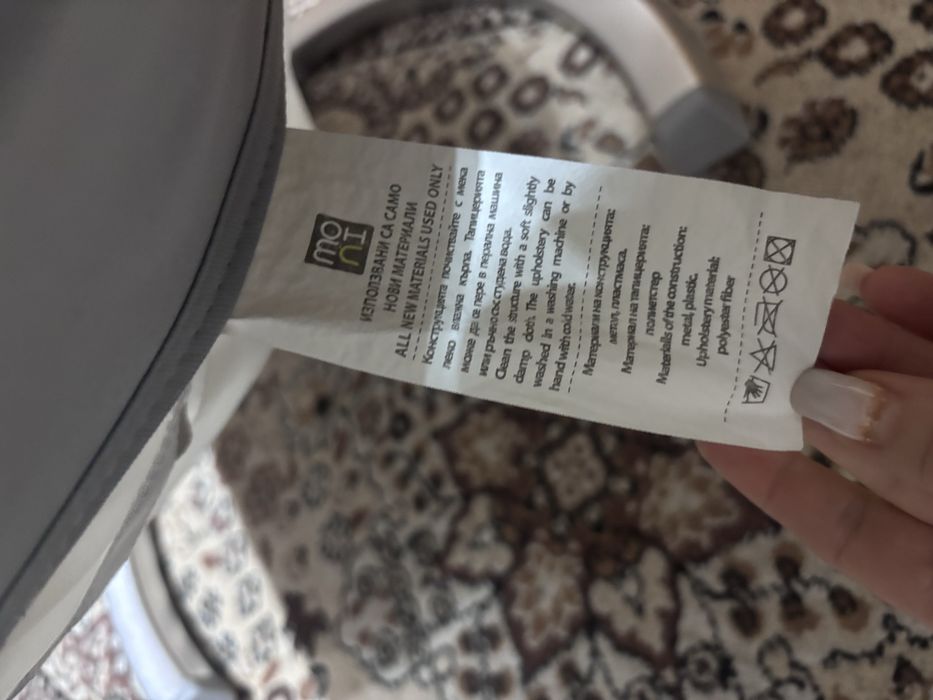 MO
NI
ИЗПОЛЗВАНИ СА САМО
НОВИ МАТЕРИАЛИ
ALL NEW MATERIALS USED ONLY
Конструкцията почиствайте с мека
леко влажна кърпа. Тапицерията
може да се пере в перална машина
или ръчно със студена вода.
Clean the structure with a soft slightly
damp cloth. The upholstery can be
washed in a washing machine or by
hand with cold water.
Материали на конструкцията:
метал, пластмаса.
Материал на тапицерията:
полиестер
Materials of the construction:
metal, plastic.
Upholstery material:
polyester fiber